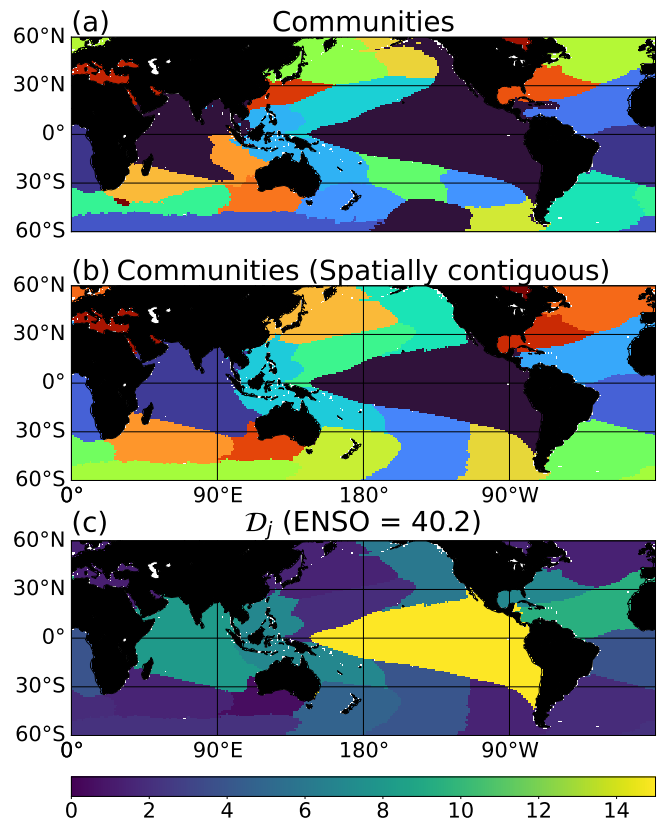 (a) Communities
60°N
30°N
0°
30°S
60°S
(b) Communities (Spatially contiguous)
60°N
30°N
0°
30°S
60°S
0° 90°E 180° 90°W
(c) 𝒟ⱼ (ENSO = 40.2)
60°N
30°N
0°
30°S
60°S
0° 90°E 180° 90°W
0 2 4 6 8 10 12 14